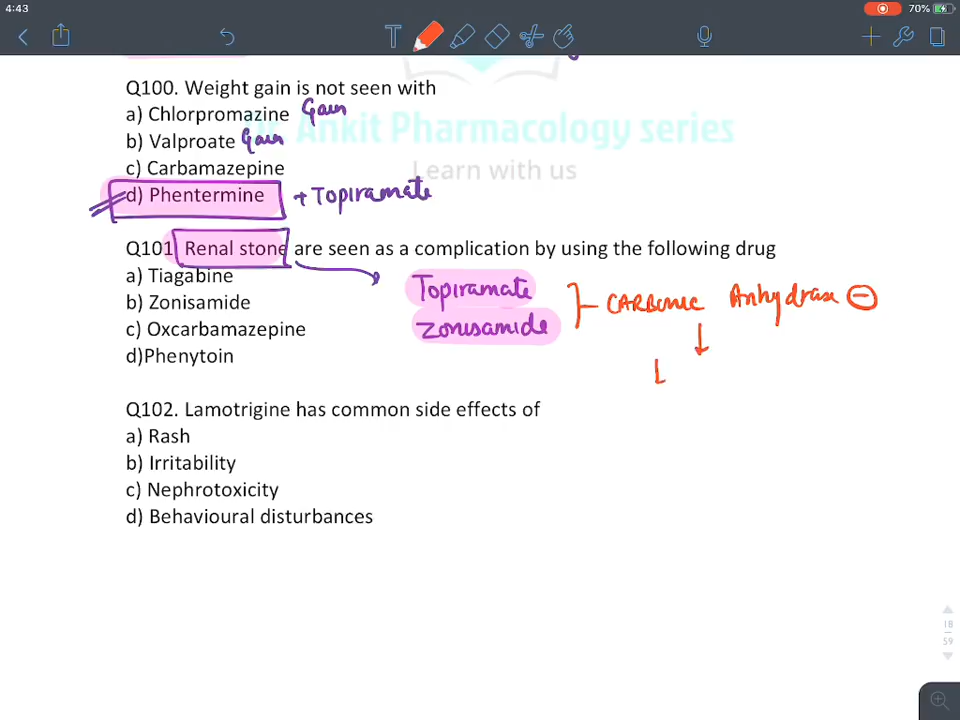 4:43
70%
Q100. Weight gain is not seen with
a) Chlorpromazine Gain
Ankit Pharmacology series
b) Valproate Gain
c) Carbamazepine
Learn with us
d) Phentermine + Topiramate
Q101 Renal stone are seen as a complication by using the following drug
a) Tiagabine
Topiramate
b) Zonisamide
CARBONIC Anhydrase
c) Oxcarbamazepine
Zonisamide
d)Phenytoin
Q102. Lamotrigine has common side effects of
a) Rash
b) Irritability
c) Nephrotoxicity
d) Behavioural disturbances
18
59